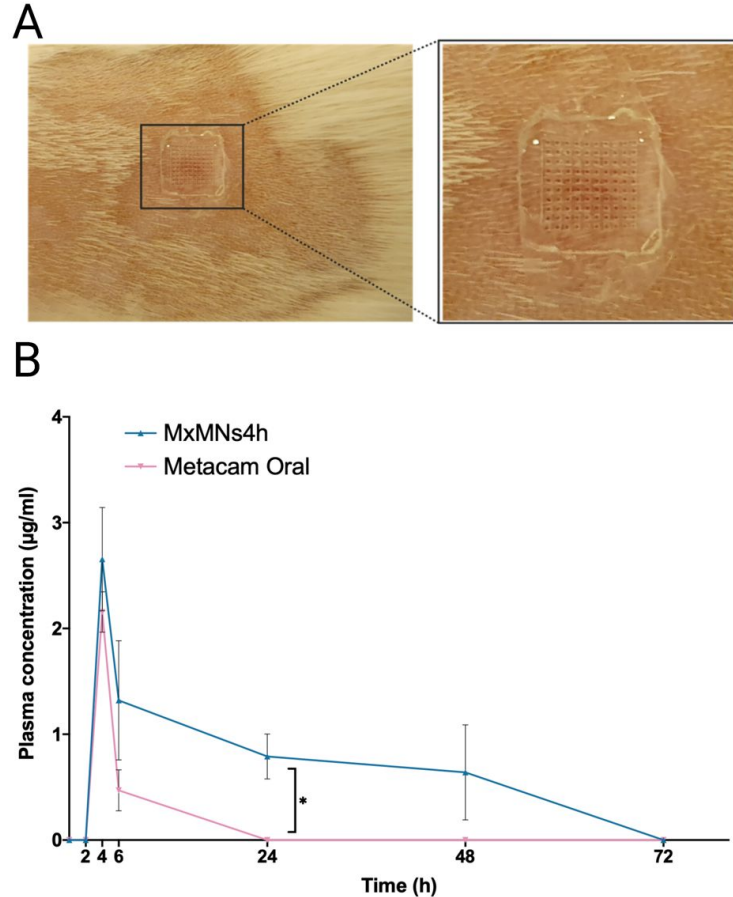 A
B
4
MxMNs4h
Metacam Oral
3
2
1
*
0
2 4 6 24 48 72
Plasma concentration (µg/ml)
Time (h)